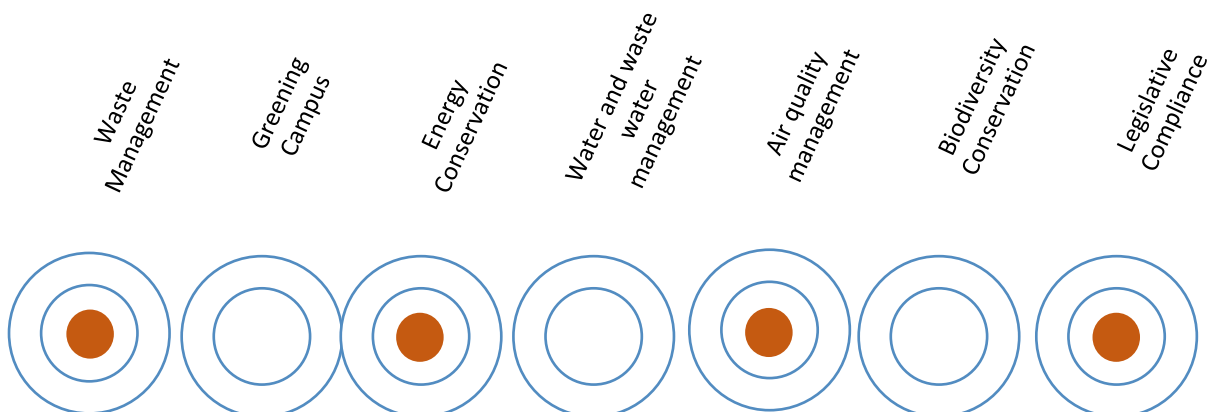 Waste
Management
Greening
Campus
Energy
Conservation
Water and waste
water
management
Air quality
management
Biodiversity
Conservation
Legislative
Compliance